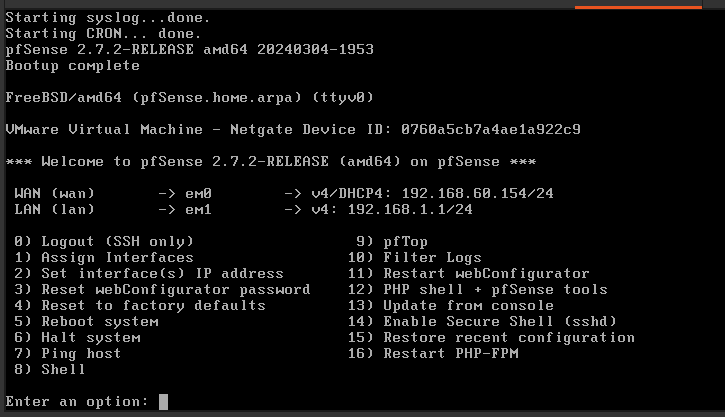 Starting syslog...done.
Starting CRON... done.
pfSense 2.7.2-RELEASE amd64 20240304-1953
Bootup complete
FreeBSD/amd64 (pfSense.home.arpa) (ttyv0)
VMware Virtual Machine - Netgate Device ID: 0760a5cb7a4ae1a922c9
*** Welcome to pfSense 2.7.2-RELEASE (amd64) on pfSense ***
WAN (wan) -> em0 -> v4/DHCP4: 192.168.60.154/24
LAN (lan) -> em1 -> v4: 192.168.1.1/24
0) Logout (SSH only) 9) pfTop
1) Assign Interfaces 10) Filter Logs
2) Set interface(s) IP address 11) Restart webConfigurator
3) Reset webConfigurator password 12) PHP shell + pfSense tools
4) Reset to factory defaults 13) Update from console
5) Reboot system 14) Enable Secure Shell (sshd)
6) Halt system 15) Restore recent configuration
7) Ping host 16) Restart PHP-FPM
8) Shell
Enter an option: